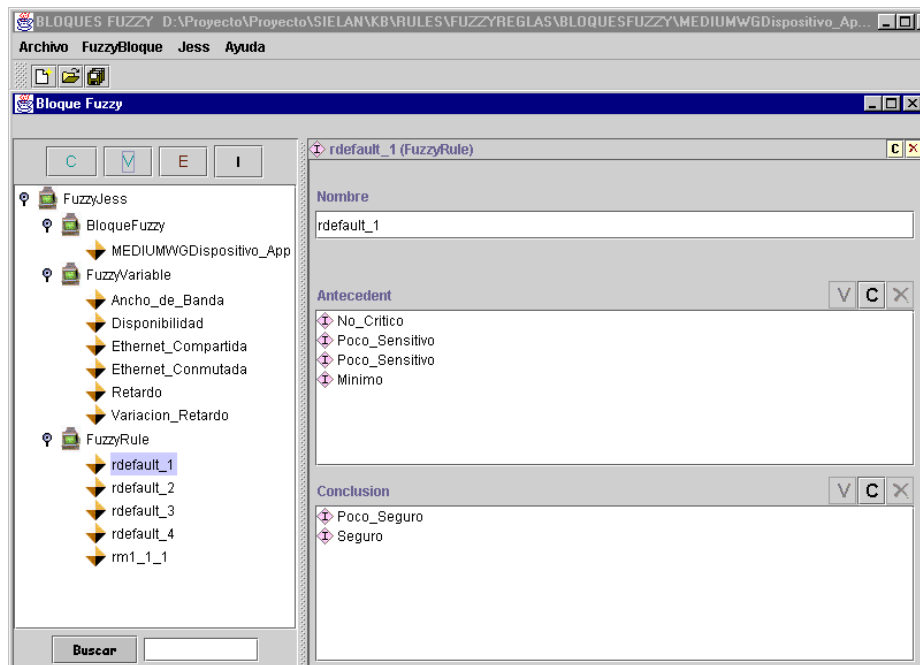 BLOQUES FUZZY D:\Proyecto\Proyecto\SIELAN\KB\RULES\FUZZYREGLAS\BLOQUESFUZZY\MEDIUMWGDispositivo_Ap...
Archivo FuzzyBloque Jess Ayuda
Bloque Fuzzy
C V E I
FuzzyJess
BloqueFuzzy
MEDIUMWGDispositivo_App
FuzzyVariable
Ancho_de_Banda
Disponibilidad
Ethernet_Compartida
Ethernet_Conmutada
Retardo
Variacion_Retardo
FuzzyRule
rdefault_1
rdefault_2
rdefault_3
rdefault_4
rm1_1_1
Buscar
I rdefault_1 (FuzzyRule) C
Nombre
rdefault_1
Antecedent V C
I No_Critico
I Poco_Sensitivo
I Poco_Sensitivo
I Minimo
Conclusion V C
I Poco_Seguro
I Seguro